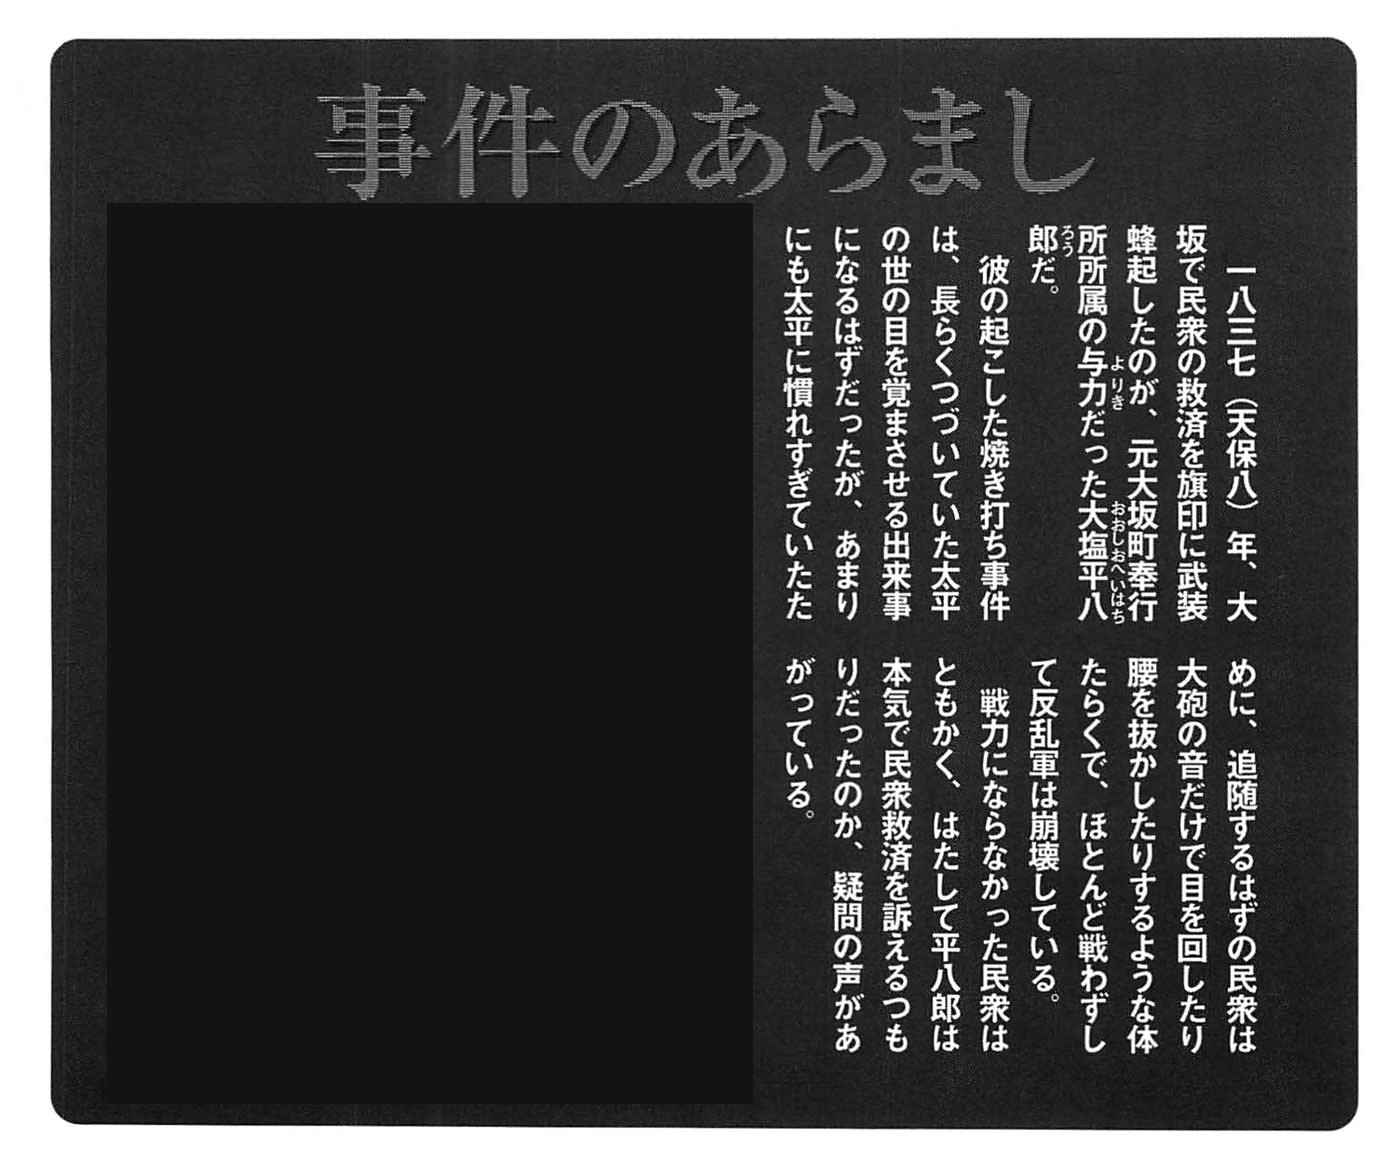 事件のあらまし
一八三七（天保八）年、大
坂で民衆の救済を旗印に武装
蜂起したのが、元大坂町奉行
所所属の与力だった大塩平八
郎だ。
彼の起こした焼き打ち事件
は、長らくつづいていた太平
の世の目を覚まさせる出来事
になるはずだったが、あまり
にも太平に慣れすぎていたた
めに、追随するはずの民衆は
大砲の音だけで目を回したり
腰を抜かしたりするような体
たらくで、ほとんど戦わずし
て反乱軍は崩壊している。
戦力にならなかった民衆は
ともかく、はたして平八郎は
本気で民衆救済を訴えるつも
りだったのか、疑問の声があ
がっている。